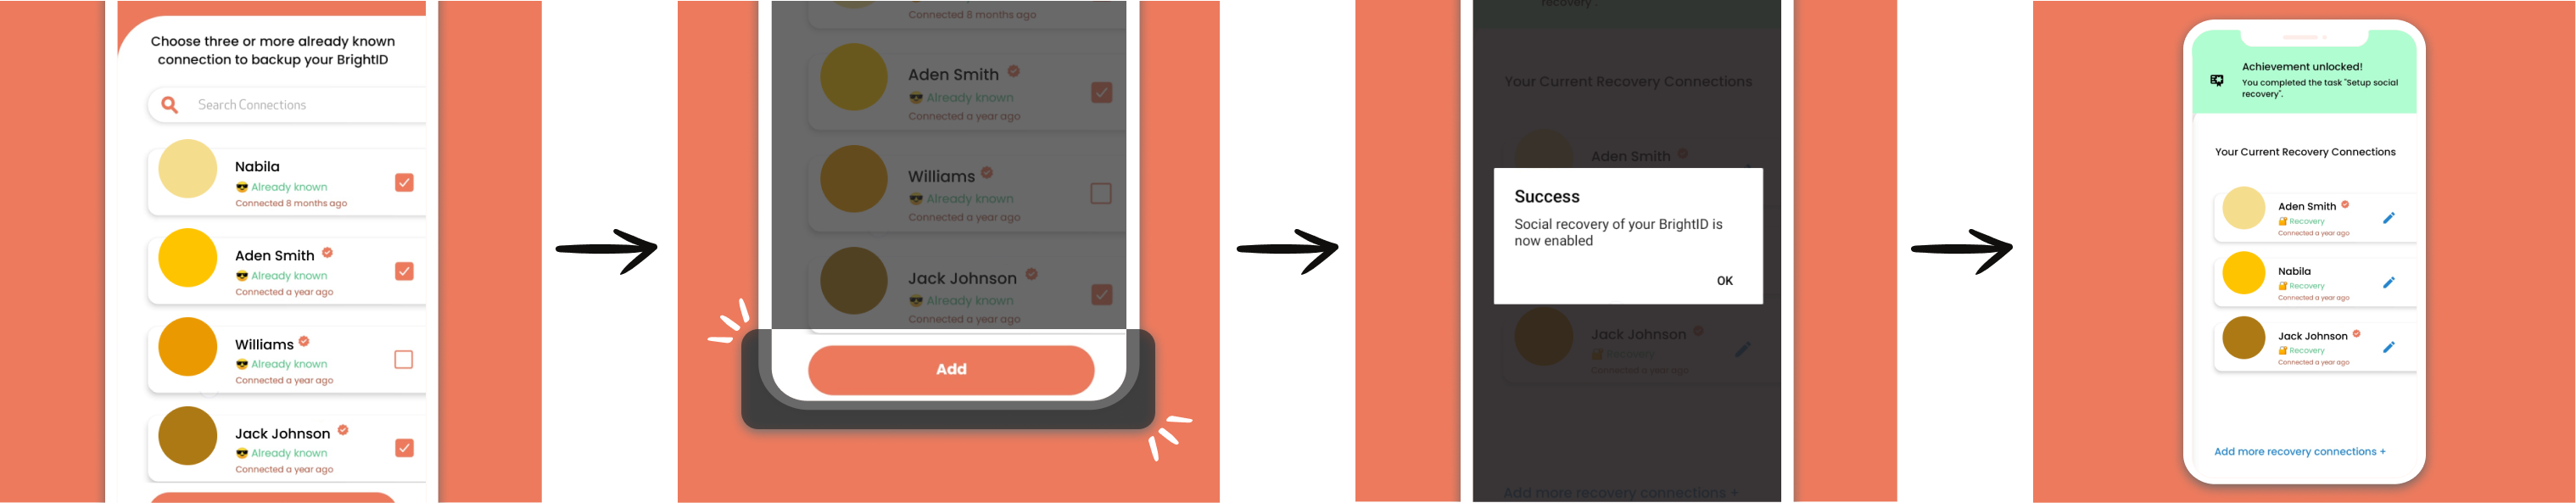 Choose three or more already known
connection to backup your BrightID
Search Connections
Nabila
😎 Already known
Connected 8 months ago
Aden Smith
😎 Already known
Connected a year ago
Williams
😎 Already known
Connected a year ago
Jack Johnson
😎 Already known
Connected a year ago
Connected 8 months ago
Aden Smith
😎 Already known
Connected a year ago
Williams
😎 Already known
Connected a year ago
Jack Johnson
😎 Already known
Connected a year ago
Add
recovery".
Your Current Recovery Connections
Aden Smith
Success
Social recovery of your BrightID is
now enabled
OK
Jack Johnson
Recovery
Connected a year ago
Add more recovery connections +
Achievement unlocked!
You completed the task "Setup social
recovery".
Your Current Recovery Connections
Aden Smith
🔐 Recovery
Connected a year ago
Nabila
🔐 Recovery
Connected a year ago
Jack Johnson
🔐 Recovery
Connected a year ago
Add more recovery connections +